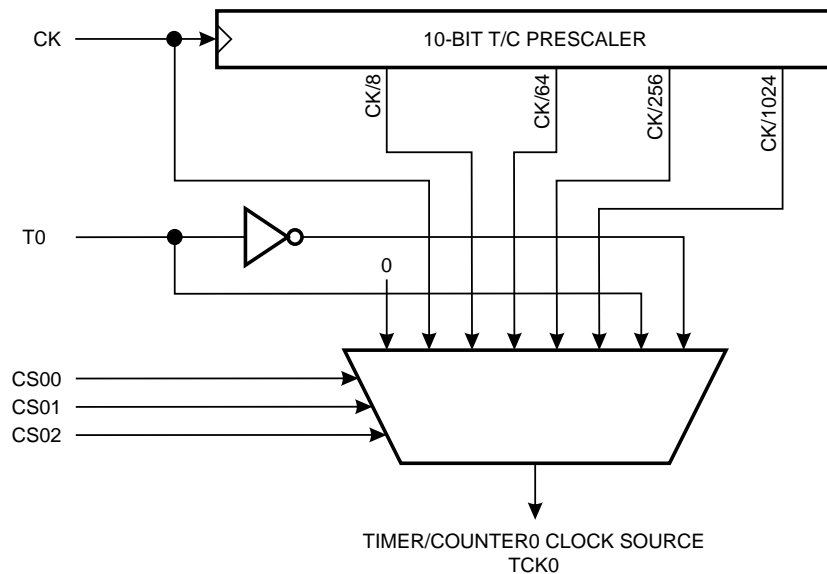 CK
10-BIT T/C PRESCALER
CK/8
CK/64
CK/256
CK/1024
T0
0
CS00
CS01
CS02
TIMER/COUNTER0 CLOCK SOURCE
TCK0